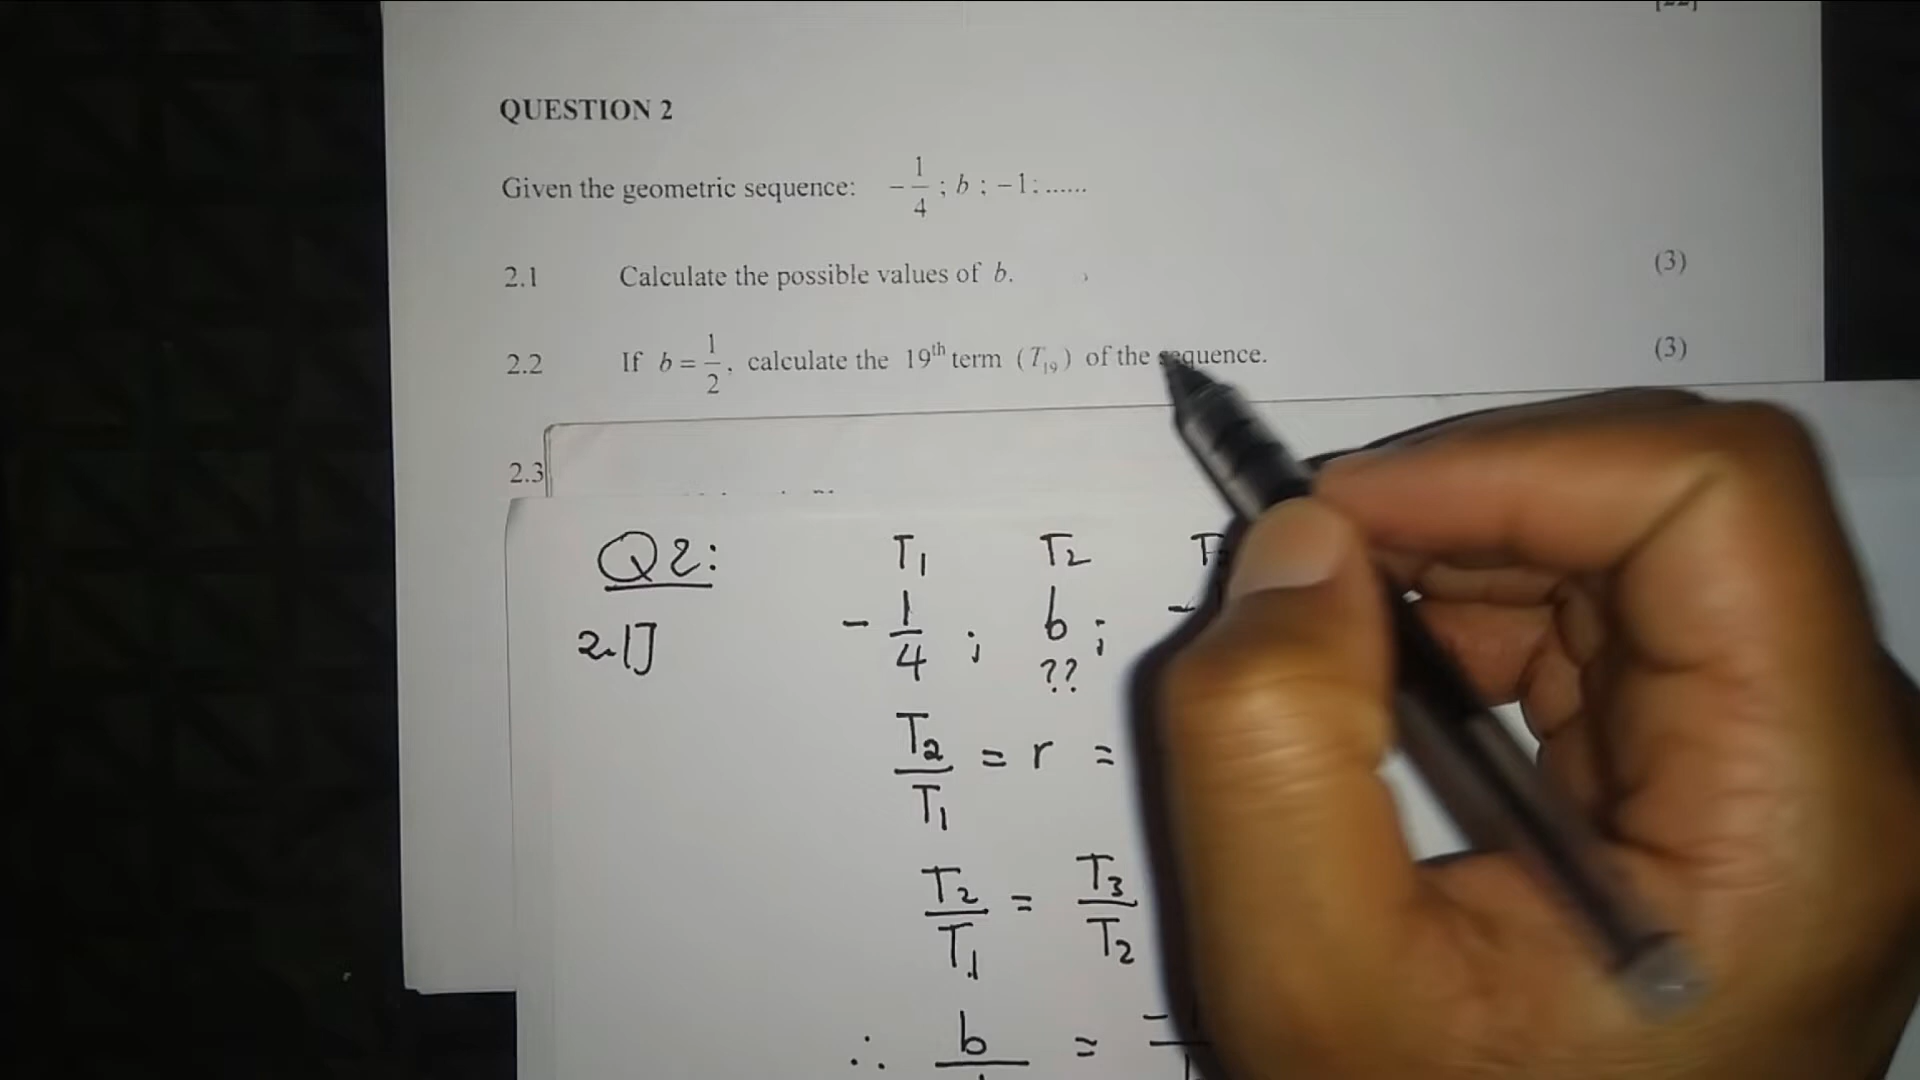 QUESTION 2
Given the geometric sequence: -1/4 ; b ; -1 ; ......
2.1 Calculate the possible values of b. (3)
2.2 If b = 1/2, calculate the 19th term (T19) of the sequence. (3)
2.3
Q2: T1 T2
2.1] -1/4 ; b ; -
??
T2/T1 = r =
T2/T1 = T3/T2
∴ b = -